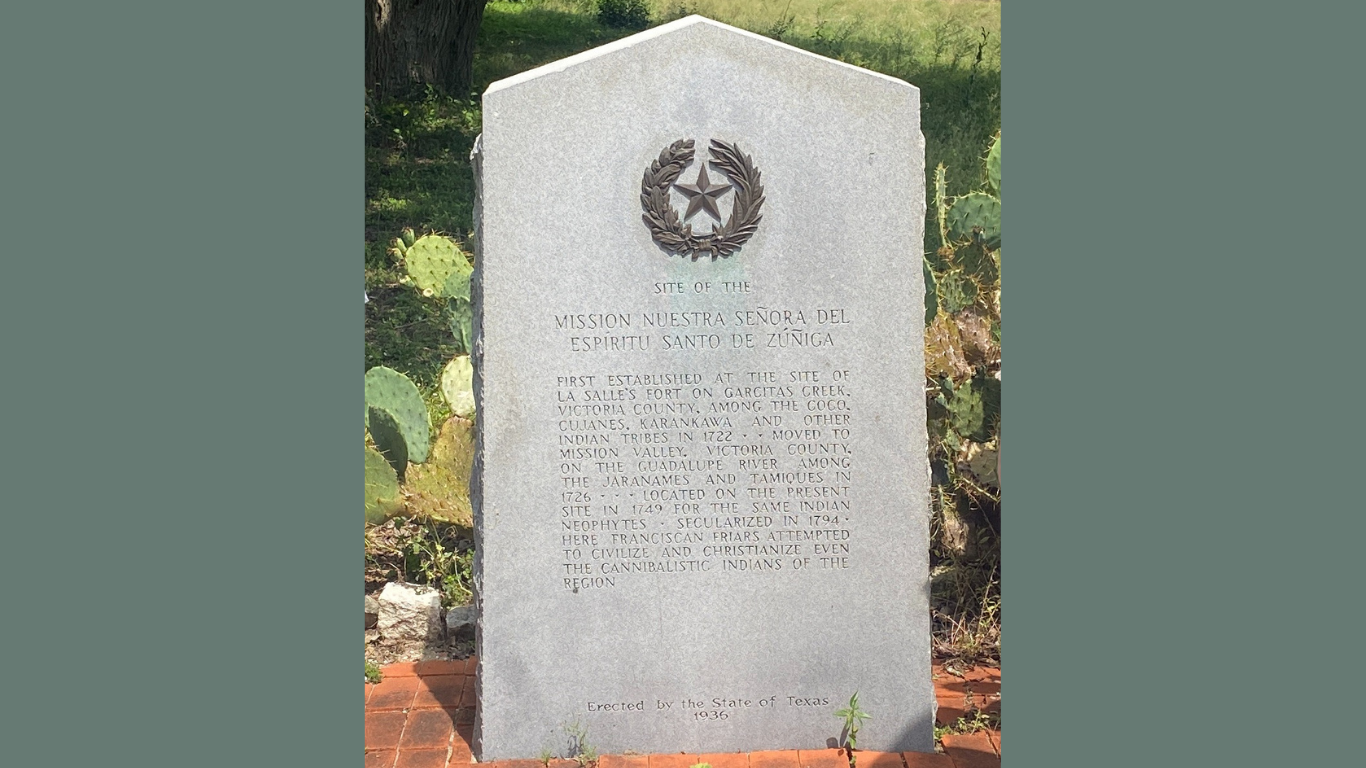 SITE OF THE
MISSION NUESTRA SEÑORA DEL
ESPÍRITU SANTO DE ZÚÑIGA
FIRST ESTABLISHED AT THE SITE OF
LA SALLE'S FORT ON GARCITAS CREEK,
VICTORIA COUNTY, AMONG THE COCO,
CUJANES, KARANKAWA AND OTHER
INDIAN TRIBES IN 1722 · · MOVED TO
MISSION VALLEY, VICTORIA COUNTY,
ON THE GUADALUPE RIVER AMONG
THE JARANAMES AND TAMIQUES IN
1726 · · · LOCATED ON THE PRESENT
SITE IN 1749 FOR THE SAME INDIAN
NEOPHYTES · SECULARIZED IN 1794 ·
HERE FRANCISCAN FRIARS ATTEMPTED
TO CIVILIZE AND CHRISTIANIZE EVEN
THE CANNIBALISTIC INDIANS OF THE
REGION
Erected by the State of Texas
1936